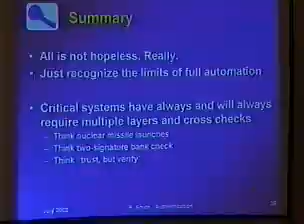 Summary
• All is not hopeless. Really.
• Just recognize the limits of full automation
• Critical systems have always and will always
require multiple layers and cross checks
– Think nuclear missile launches
– Think two-signature bank check
– Think trust, but verify
July 2002